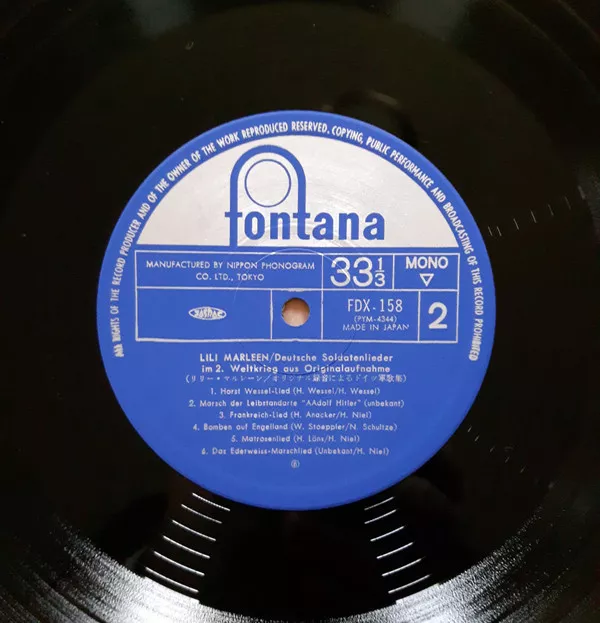 ALL RIGHTS OF THE RECORD PRODUCER AND OF THE OWNER OF THE WORK REPRODUCED RESERVED. COPYING, PUBLIC PERFORMANCE AND BROADCASTING OF THIS RECORD PROHIBITED
fontana
MANUFACTURED BY NIPPON PHONOGRAM
CO. LTD., TOKYO
33 1/3
MONO
FDX-158
(PYM-4344)
MADE IN JAPAN
2
LILI MARLEEN/Deutsche Soldatenlieder
im 2. Weltkrieg aus Originalaufnahme
(リリー・マルレーン/オリジナル録音によるドイツ軍歌集)
1. Horst Wessel-Lied (H. Wessel/H. Wessel)
2. Marsch der Leibstandarte "AAdolf Hitler" (unbekant)
3. Frankreich-Lied (H. Anacker/H. Niel)
4. Bomben auf Engelland (W. Stoeppler/N. Schultze)
5. Matrosenlied (H. Löns/H. Niel)
6. Das Ederweiss-Marschlied (Unbekant/H. Niel)